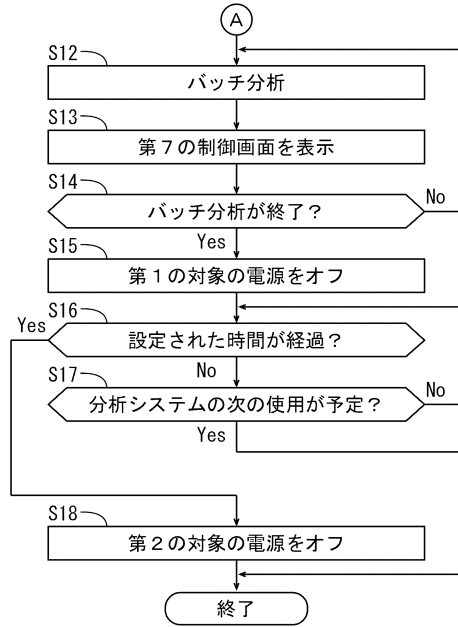 A
S12
バッチ分析
S13
第7の制御画面を表示
S14
バッチ分析が終了？
No
Yes
S15
第1の対象の電源をオフ
S16
Yes
設定された時間が経過？
No
S17
分析システムの次の使用が予定？
No
Yes
S18
第2の対象の電源をオフ
終了